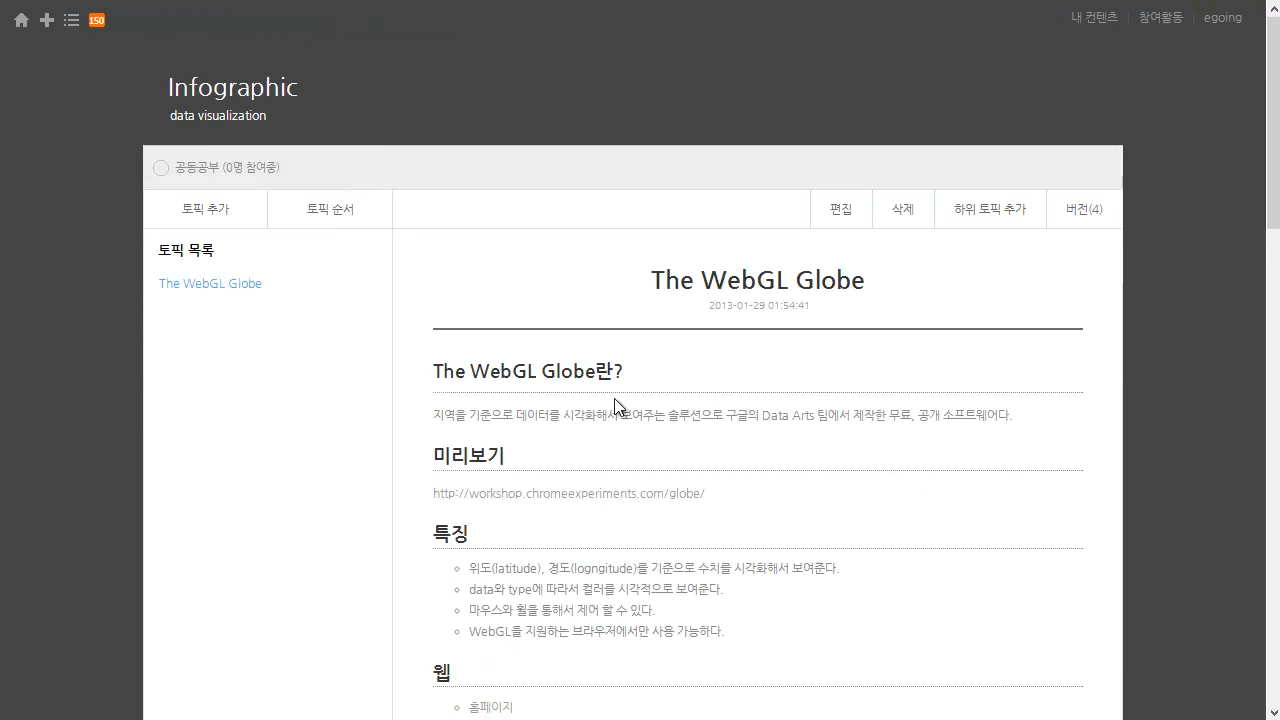 150
내 컨텐츠
참여활동
egoing
Infographic
data visualization
공동공부 (0명 참여중)
토픽 추가
토픽 순서
편집
삭제
하위 토픽 추가
버전(4)
토픽 목록
The WebGL Globe
The WebGL Globe
2013-01-29 01:54:41
The WebGL Globe란?
지역을 기준으로 데이터를 시각화해서 보여주는 솔루션으로 구글의 Data Arts 팀에서 제작한 무료, 공개 소프트웨어다.
미리보기
http://workshop.chromeexperiments.com/globe/
특징
위도(latitude), 경도(logngitude)를 기준으로 수치를 시각화해서 보여준다.
data와 type에 따라서 컬러를 시각적으로 보여준다.
마우스와 휠을 통해서 제어 할 수 있다.
WebGL을 지원하는 브라우저에서만 사용 가능하다.
웹
홈페이지